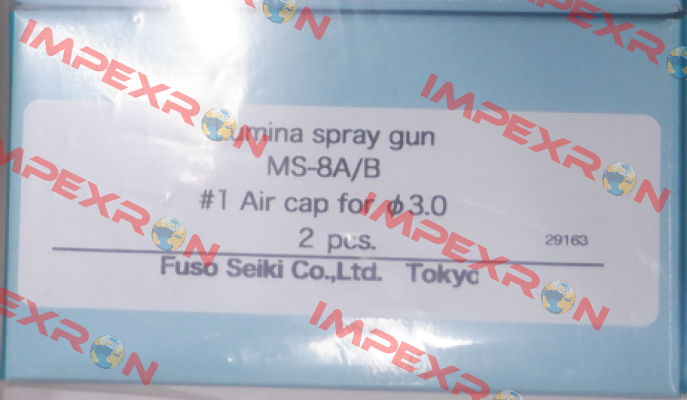 IMPEXRON
IMPEXRON
umina spray gun
MS-8A/B
#1 Air cap for ϕ3.0
2 pcs. 29163
Fuso Seiki Co.,Ltd. Tokyo
IMPEXRON
IMPEXRON
IMPEXRON
IMPEXRON